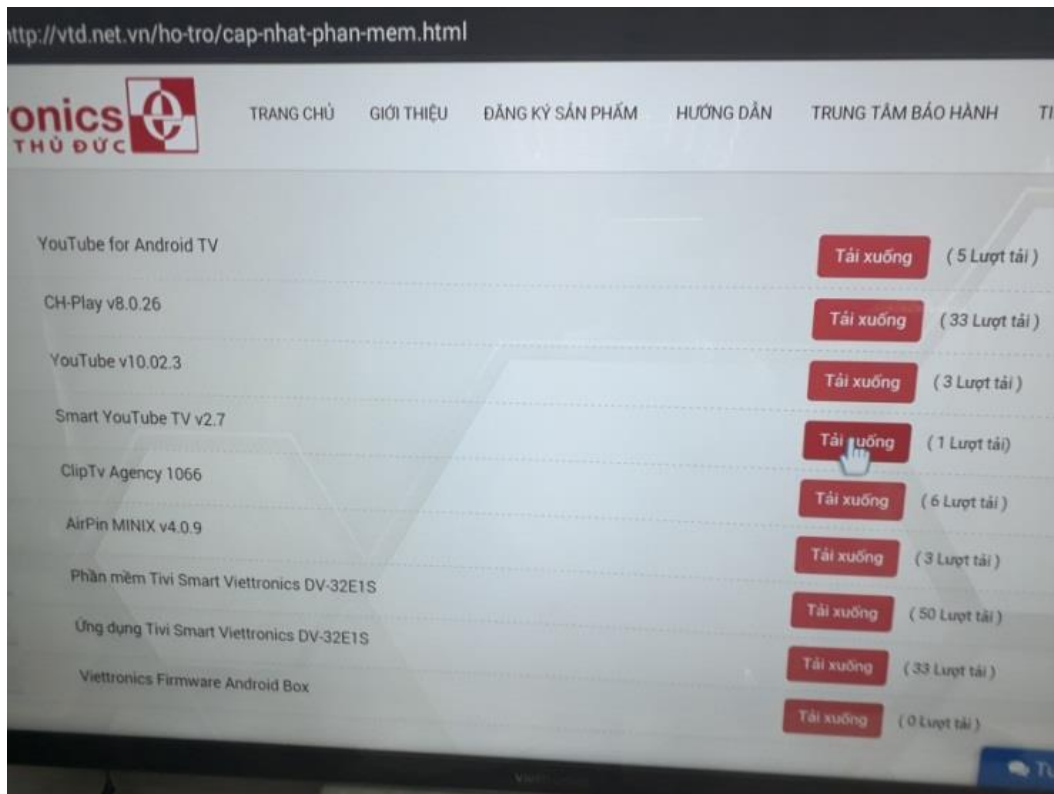 http://vtd.net.vn/ho-tro/cap-nhat-phan-mem.html
onics
THỦ ĐỨC
TRANG CHỦ GIỚI THIỆU ĐĂNG KÝ SẢN PHẨM HƯỚNG DẪN TRUNG TÂM BẢO HÀNH
YouTube for Android TV Tải xuống ( 5 Lượt tải )
CH-Play v8.0.26 Tải xuống ( 33 Lượt tải )
YouTube v10.02.3 Tải xuống ( 3 Lượt tải )
Smart YouTube TV v2.7 Tải xuống ( 1 Lượt tải)
ClipTv Agency 1066 Tải xuống ( 6 Lượt tải )
AirPin MINIX v4.0.9 Tải xuống ( 3 Lượt tải )
Phần mềm Tivi Smart Viettronics DV-32E1S Tải xuống ( 50 Lượt tải )
Ứng dụng Tivi Smart Viettronics DV-32E1S Tải xuống ( 33 Lượt tải )
Viettronics Firmware Android Box Tải xuống ( 0 Lượt tải )